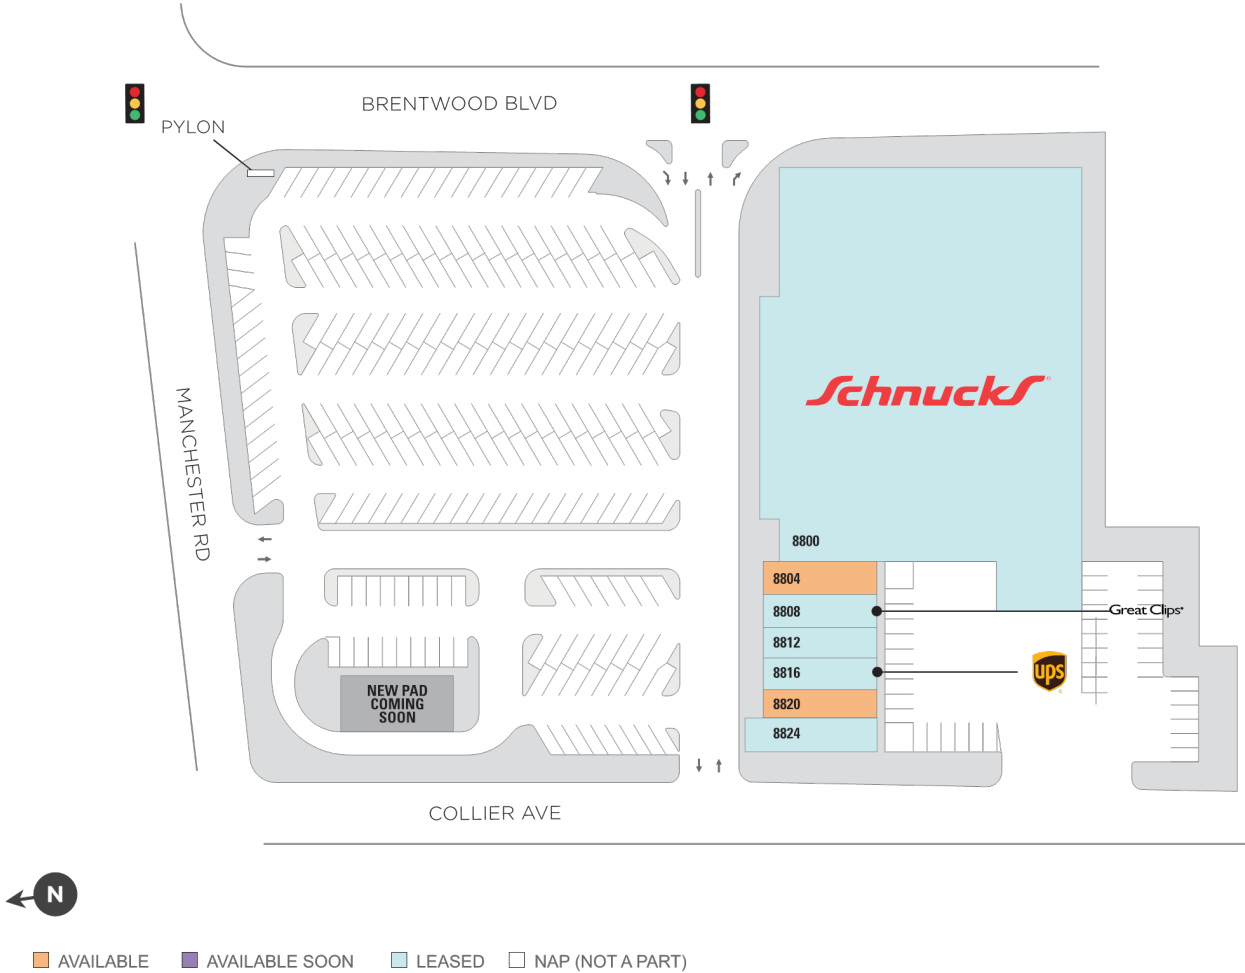 BRENTWOOD BLVD
PYLON
MANCHESTER RD
Schnucks
8800
8804
8808
Great Clips
8812
8816
ups
8820
8824
NEW PAD
COMING
SOON
COLLIER AVE
N
AVAILABLE
AVAILABLE SOON
LEASED
NAP (NOT A PART)